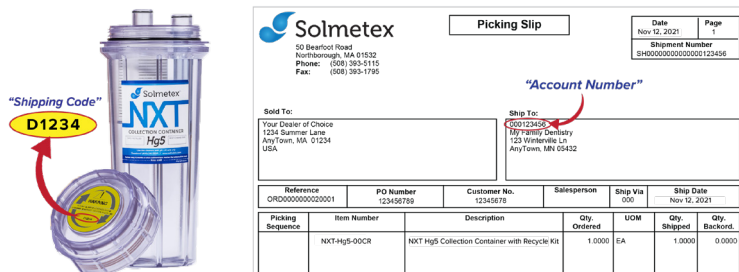 Solmetex
Picking Slip
Date
Page
Nov 12, 2021
1
Shipment Number
SH00000000000000123456
50 Bearfoot Road
Northborough, MA 01532
Phone: (508) 393-5115
Fax: (508) 393-1795
"Shipping Code"
D1234
Solmetex
NXT
COLLECTION CONTAINER
Hg5
"Account Number"
Sold To:
Your Dealer of Choice
1234 Summer Lane
AnyTown, MA 01234
USA
Ship To:
000123456
My Family Dentistry
123 Winterville Ln
AnyTown, MN 05432
Reference
PO Number
Customer No.
Salesperson
Ship Via
Ship Date
ORD0000000020001
123456789
12345678
000
Nov 12, 2021
Picking Sequence
Item Number
Description
Qty. Ordered
UOM
Qty. Shipped
Qty. Backord.
NXT-Hg5-00CR
NXT Hg5 Collection Container with Recycle Kit
1.0000
EA
1.0000
0.0000